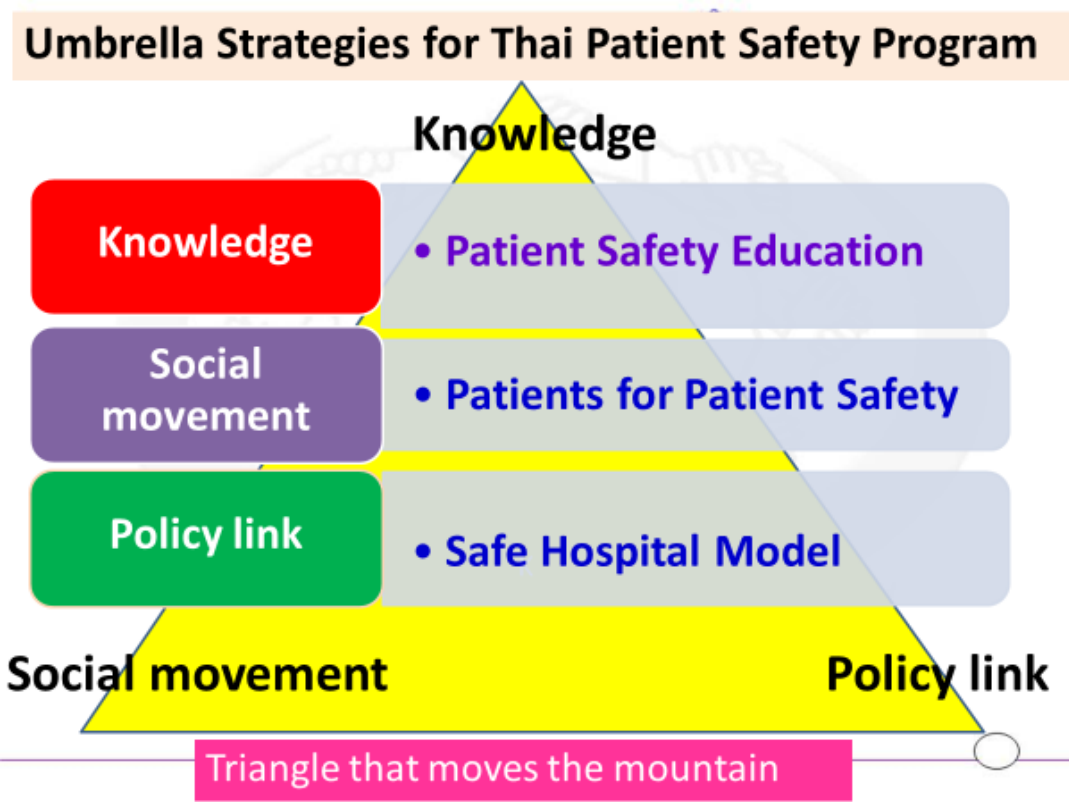 Umbrella Strategies for Thai Patient Safety Program
Knowledge
Knowledge
• Patient Safety Education
Social
movement
• Patients for Patient Safety
Policy link
• Safe Hospital Model
Social movement
Policy link
Triangle that moves the mountain